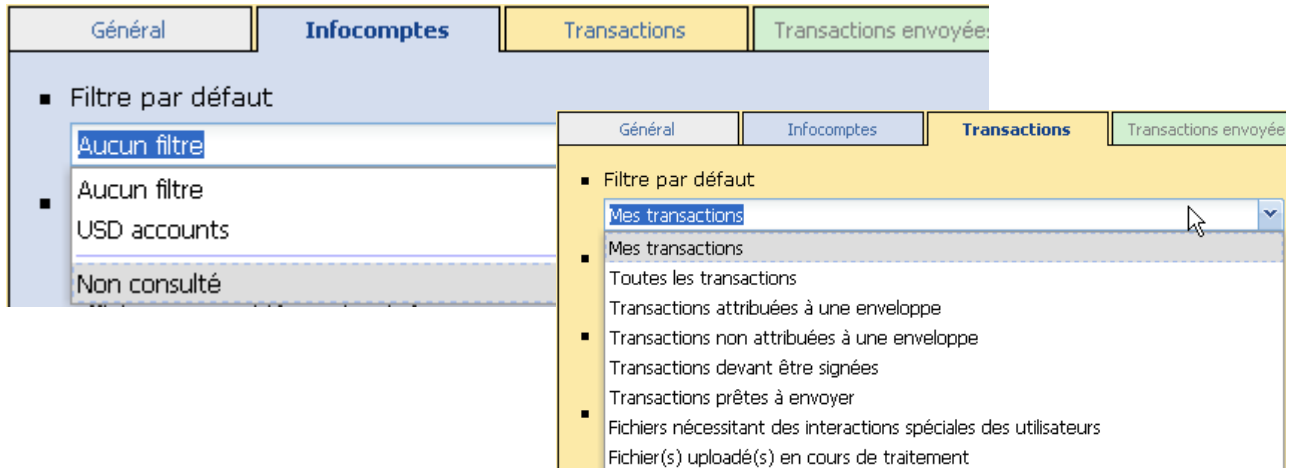 Général Infocomptes Transactions Transactions envoyées
Filtre par défaut
Aucun filtre
Aucun filtre
USD accounts
Non consulté
Général Infocomptes Transactions Transactions envoyée
Filtre par défaut
Mes transactions
Mes transactions
Toutes les transactions
Transactions attribuées à une enveloppe
Transactions non attribuées à une enveloppe
Transactions devant être signées
Transactions prêtes à envoyer
Fichiers nécessitant des interactions spéciales des utilisateurs
Fichier(s) uploadé(s) en cours de traitement